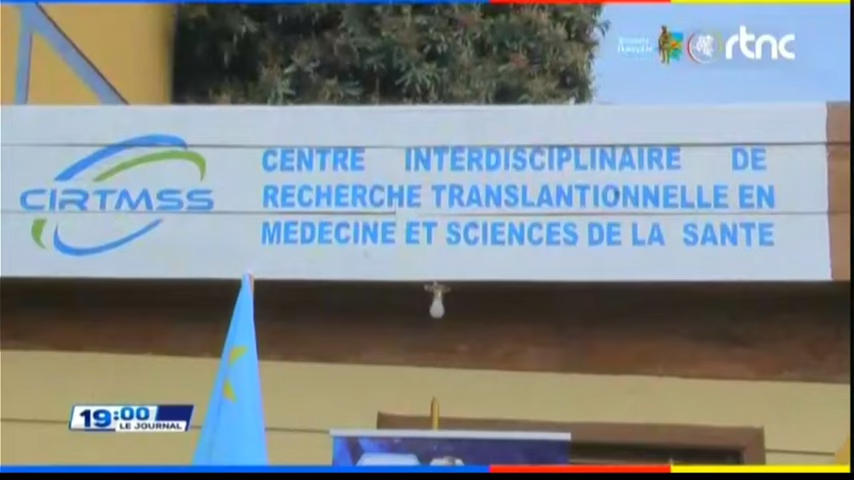 rtnc
CIRTMSS
CENTRE INTERDISCIPLINAIRE DE
RECHERCHE TRANSLANTIONNELLE EN
MEDECINE ET SCIENCES DE LA SANTE
19:00
LE JOURNAL